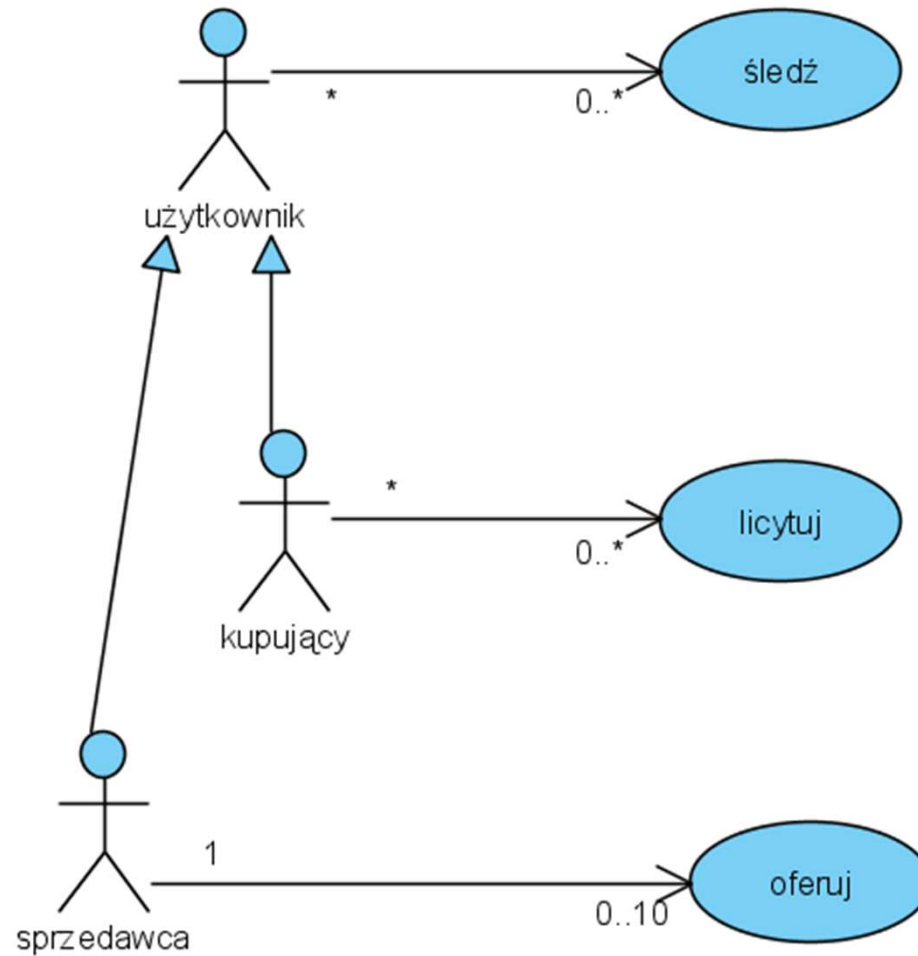 śledź
*
0..*
użytkownik
*
licytuj
0..*
kupujący
1
oferuj
0..10
sprzedawca